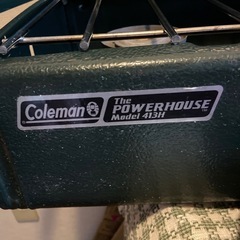 Coleman
The
POWERHOUSE
Model 413H